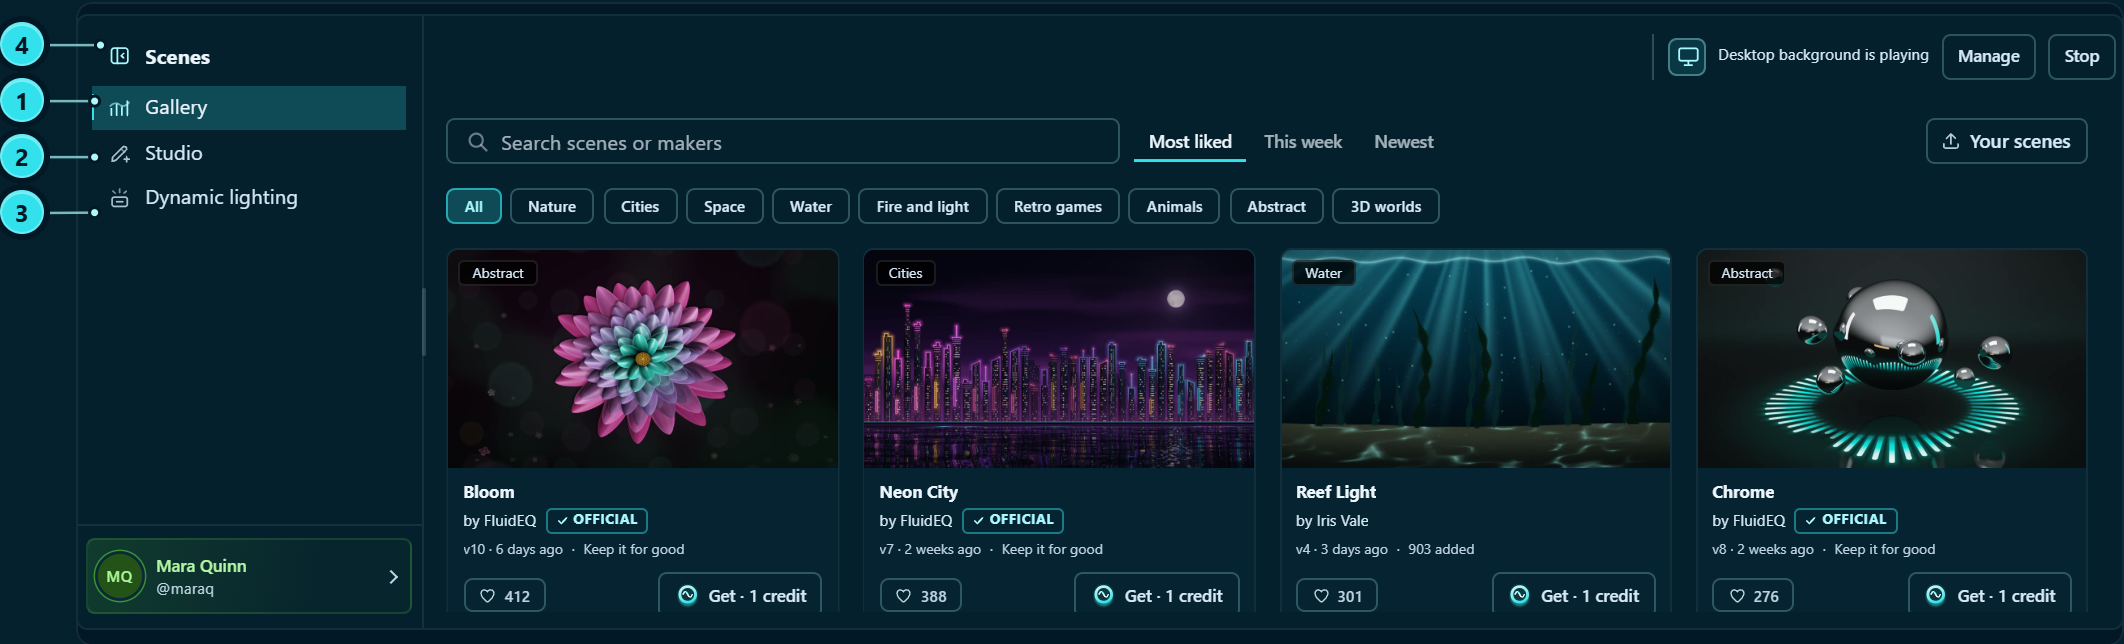 4
Scenes
1
Gallery
2
Studio
3
Dynamic lighting
MQ
Mara Quinn
@maraq
Desktop background is playing
Manage
Stop
Search scenes or makers
Most liked
This week
Newest
Your scenes
All
Nature
Cities
Space
Water
Fire and light
Retro games
Animals
Abstract
3D worlds
Abstract
Bloom
by FluidEQ
OFFICIAL
v10 · 6 days ago · Keep it for good
412
Get · 1 credit
Cities
Neon City
by FluidEQ
OFFICIAL
v7 · 2 weeks ago · Keep it for good
388
Get · 1 credit
Water
Reef Light
by Iris Vale
v4 · 3 days ago · 903 added
301
Get · 1 credit
Abstract
Chrome
by FluidEQ
OFFICIAL
v8 · 2 weeks ago · Keep it for good
276
Get · 1 credit